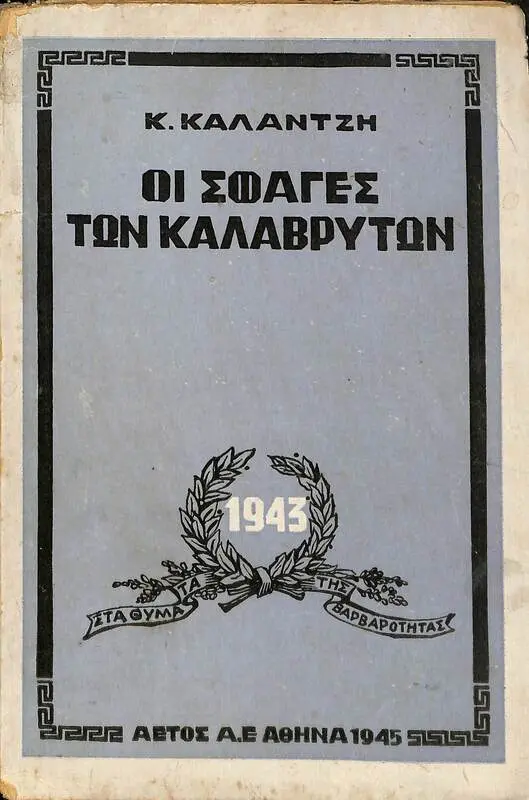 Κ. ΚΑΛΑΝΤΖΗ
ΟΙ ΣΦΑΓΕΣ
ΤΩΝ ΚΑΛΑΒΡΥΤΩΝ
1943
ΣΤΑ ΘΥΜΑΤΑ ΤΗΣ ΒΑΡΒΑΡΟΤΗΤΑΣ
ΑΕΤΟΣ Α.Ε ΑΘΗΝΑ 1945